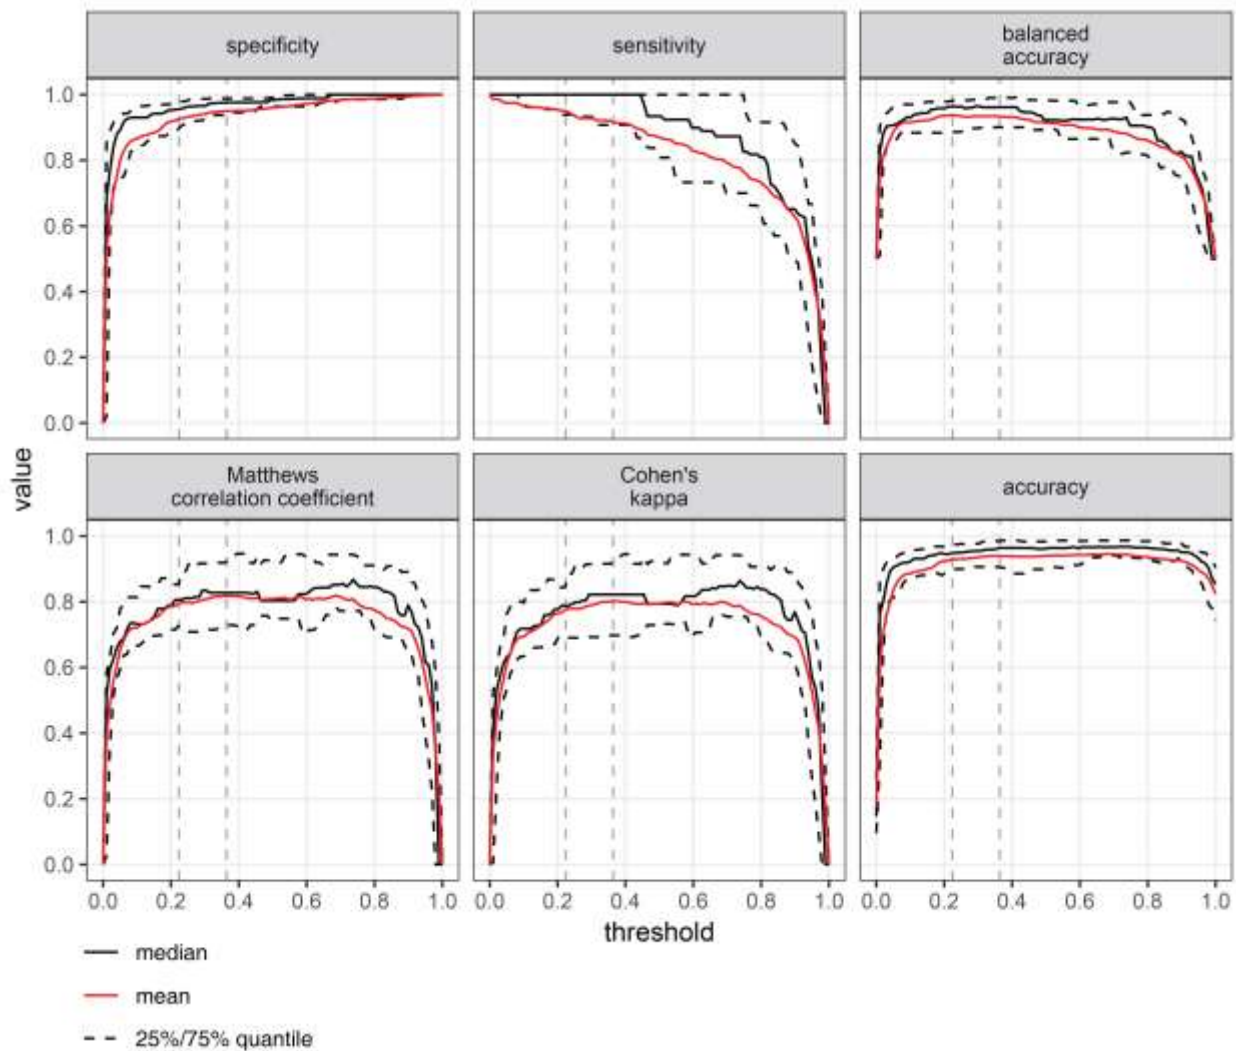 specificity
sensitivity
balanced
accuracy
1.0
0.8
0.6
0.4
0.2
0.0
value
Matthews
correlation coefficient
Cohen's
kappa
accuracy
1.0
0.8
0.6
0.4
0.2
0.0
0.0 0.2 0.4 0.6 0.8 1.0
0.0 0.2 0.4 0.6 0.8 1.0
0.0 0.2 0.4 0.6 0.8 1.0
threshold
median
mean
25%/75% quantile